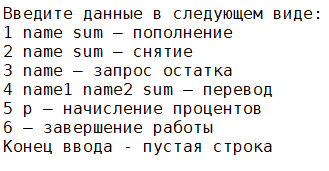 Введите данные в следующем виде:
1 name sum – пополнение
2 name sum – снятие
3 name – запрос остатка
4 name1 name2 sum – перевод
5 p – начисление процентов
6 – завершение работы
Конец ввода - пустая строка